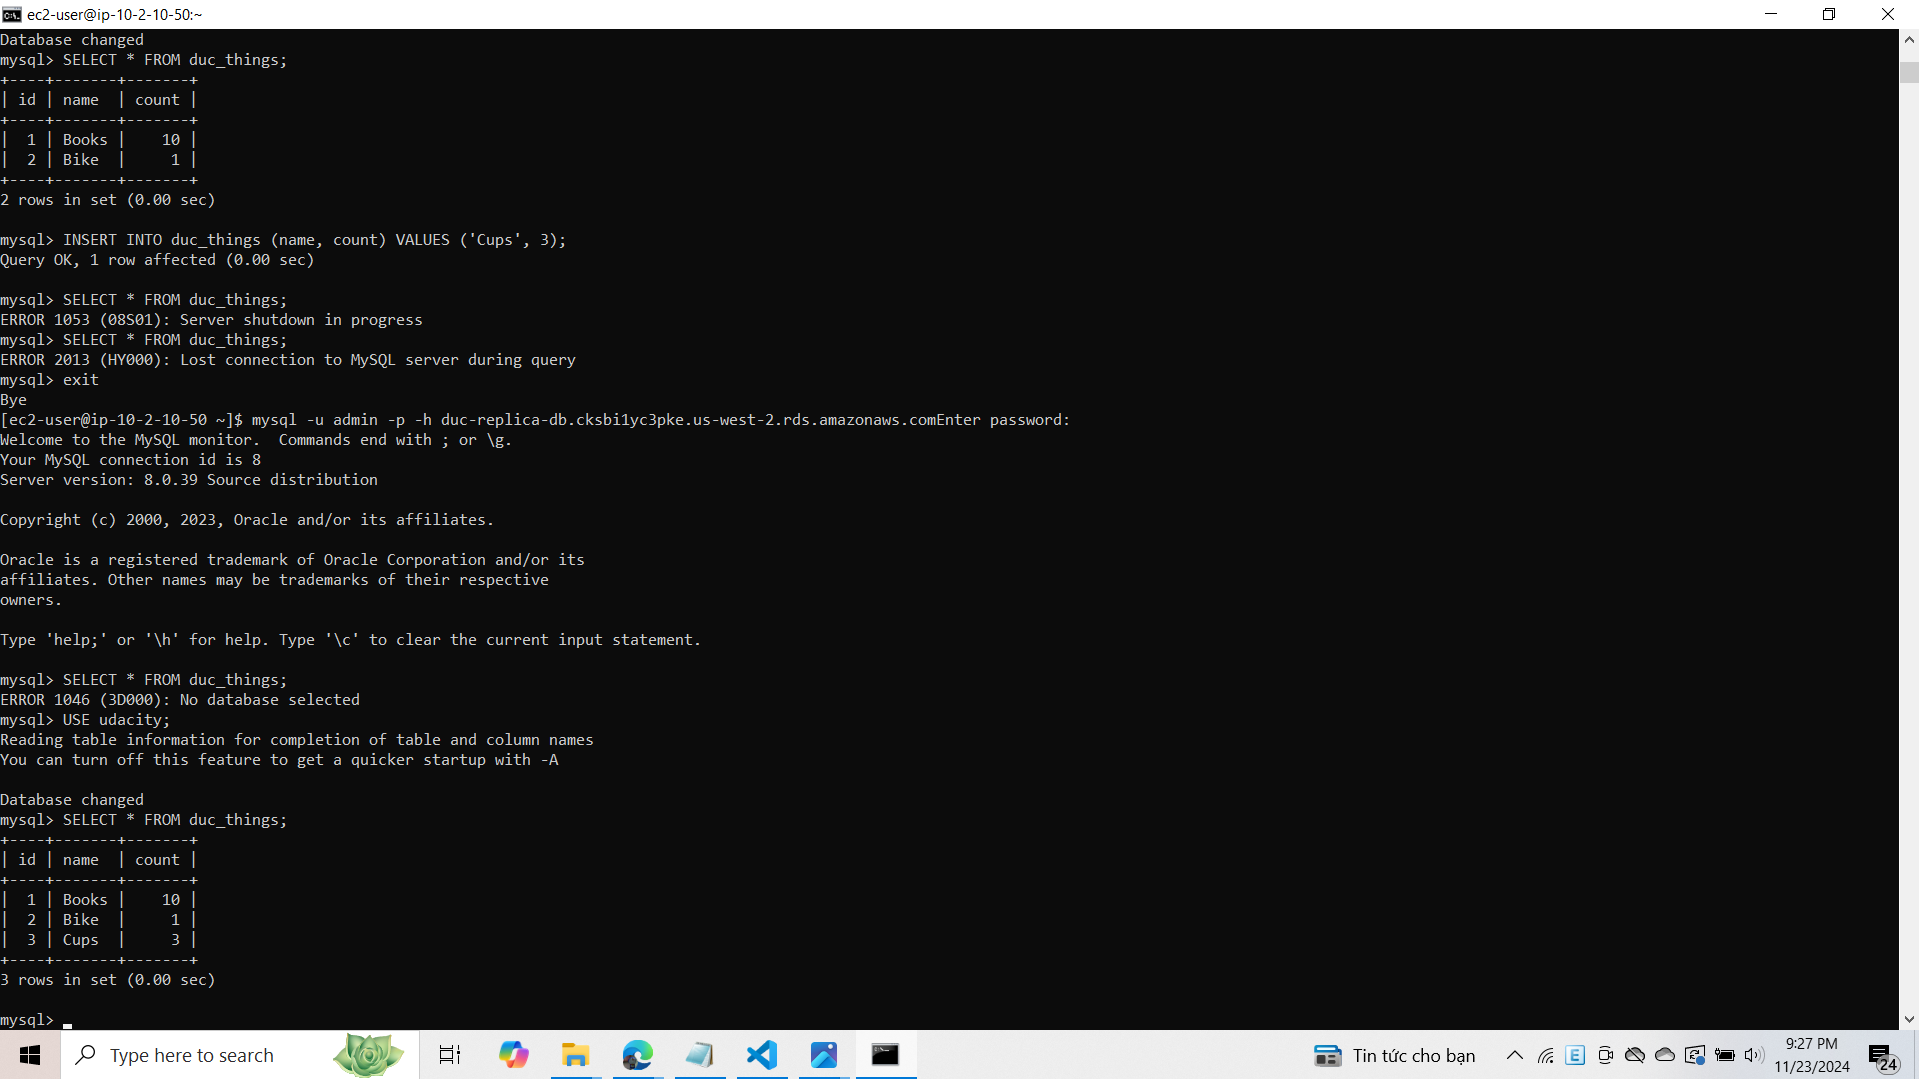 ec2-user@ip-10-2-10-50:~
Database changed
mysql> SELECT * FROM duc_things;
+----+-------+-------+
| id | name  | count |
+----+-------+-------+
|  1 | Books |    10 |
|  2 | Bike  |     1 |
+----+-------+-------+
2 rows in set (0.00 sec)
mysql> INSERT INTO duc_things (name, count) VALUES ('Cups', 3);
Query OK, 1 row affected (0.00 sec)
mysql> SELECT * FROM duc_things;
ERROR 1053 (08S01): Server shutdown in progress
mysql> SELECT * FROM duc_things;
ERROR 2013 (HY000): Lost connection to MySQL server during query
mysql> exit
Bye
[ec2-user@ip-10-2-10-50 ~]$ mysql -u admin -p -h duc-replica-db.cksbi1yc3pke.us-west-2.rds.amazonaws.comEnter password:
Welcome to the MySQL monitor.  Commands end with ; or \g.
Your MySQL connection id is 8
Server version: 8.0.39 Source distribution
Copyright (c) 2000, 2023, Oracle and/or its affiliates.
Oracle is a registered trademark of Oracle Corporation and/or its
affiliates. Other names may be trademarks of their respective
owners.
Type 'help;' or '\h' for help. Type '\c' to clear the current input statement.
mysql> SELECT * FROM duc_things;
ERROR 1046 (3D000): No database selected
mysql> USE udacity;
Reading table information for completion of table and column names
You can turn off this feature to get a quicker startup with -A
Database changed
mysql> SELECT * FROM duc_things;
+----+-------+-------+
| id | name  | count |
+----+-------+-------+
|  1 | Books |    10 |
|  2 | Bike  |     1 |
|  3 | Cups  |     3 |
+----+-------+-------+
3 rows in set (0.00 sec)
mysql>
Type here to search
Tin tức cho bạn
E
9:27 PM
11/23/2024
24